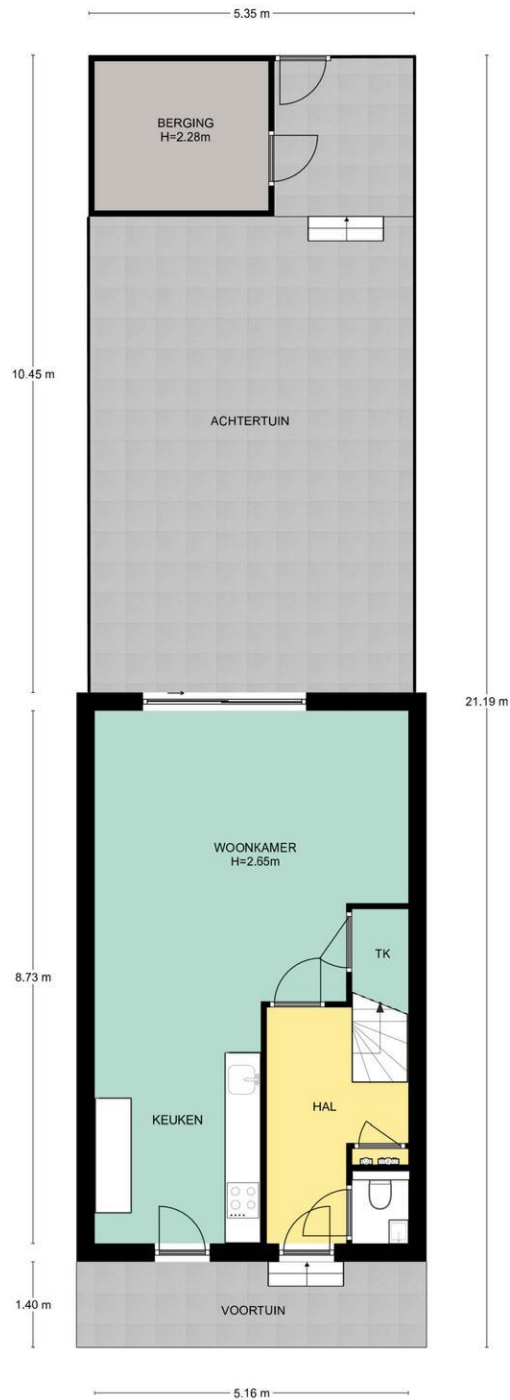 5.35 m
BERGING
H=2.28m
10.45 m
ACHTERTUIN
21.19 m
WOONKAMER
H=2.65m
TK
8.73 m
HAL
KEUKEN
1.40 m
VOORTUIN
5.16 m